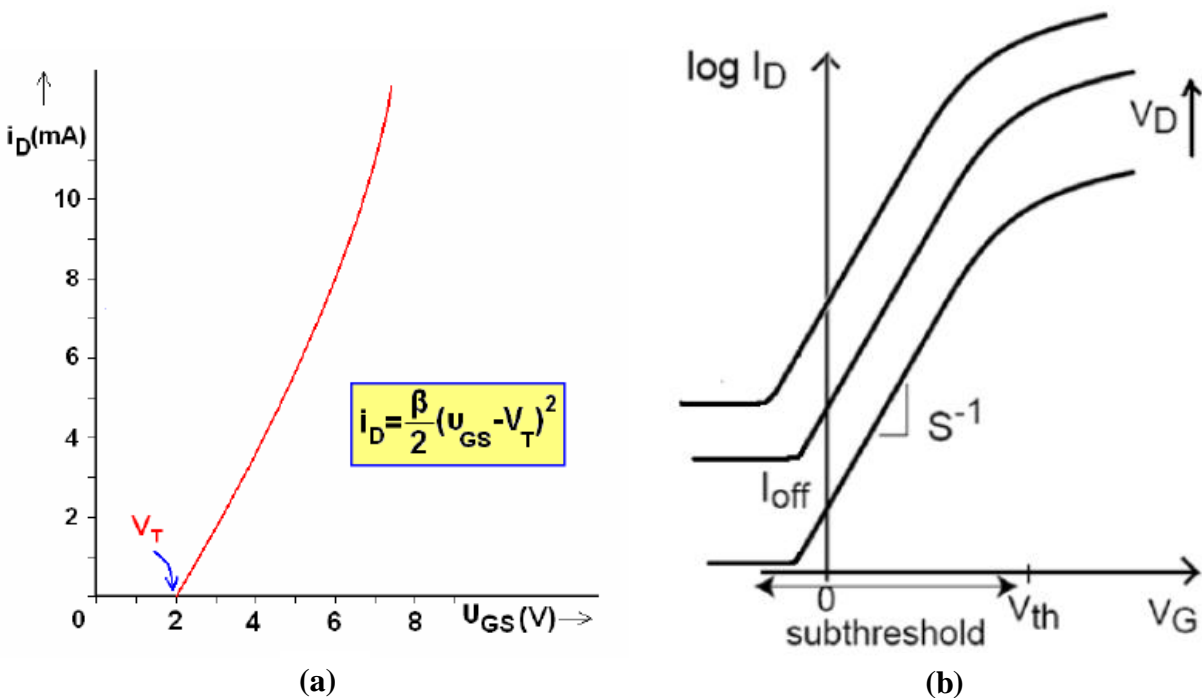 i_D(mA)
10
8
6
4
2
0
2
4
6
8
υ_GS(V)→
V_T
i_D=β/2(υ_GS-V_T)^2
(a)
log I_D
V_D
S^-1
I_off
0
V_th
V_G
subthreshold
(b)